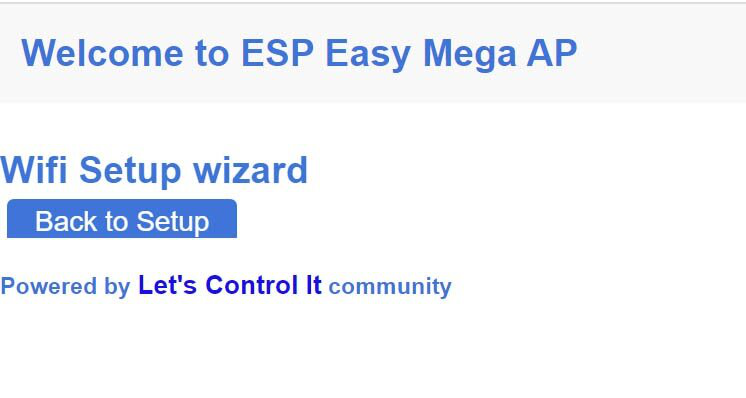 Welcome to ESP Easy Mega AP
Wifi Setup wizard
Back to Setup
Powered by Let's Control It community